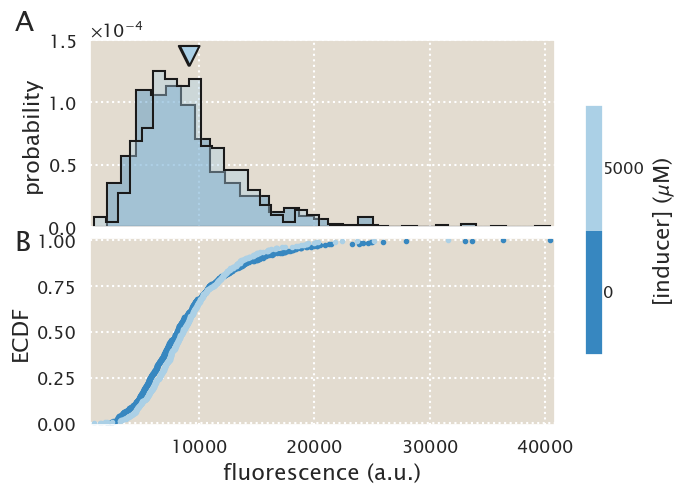 A
×10⁻⁴
1.5
1.0
0.5
0.0
probability
B
1.00
0.75
0.50
0.25
0.00
ECDF
10000
20000
30000
40000
fluorescence (a.u.)
5000
0
[inducer] (μM)